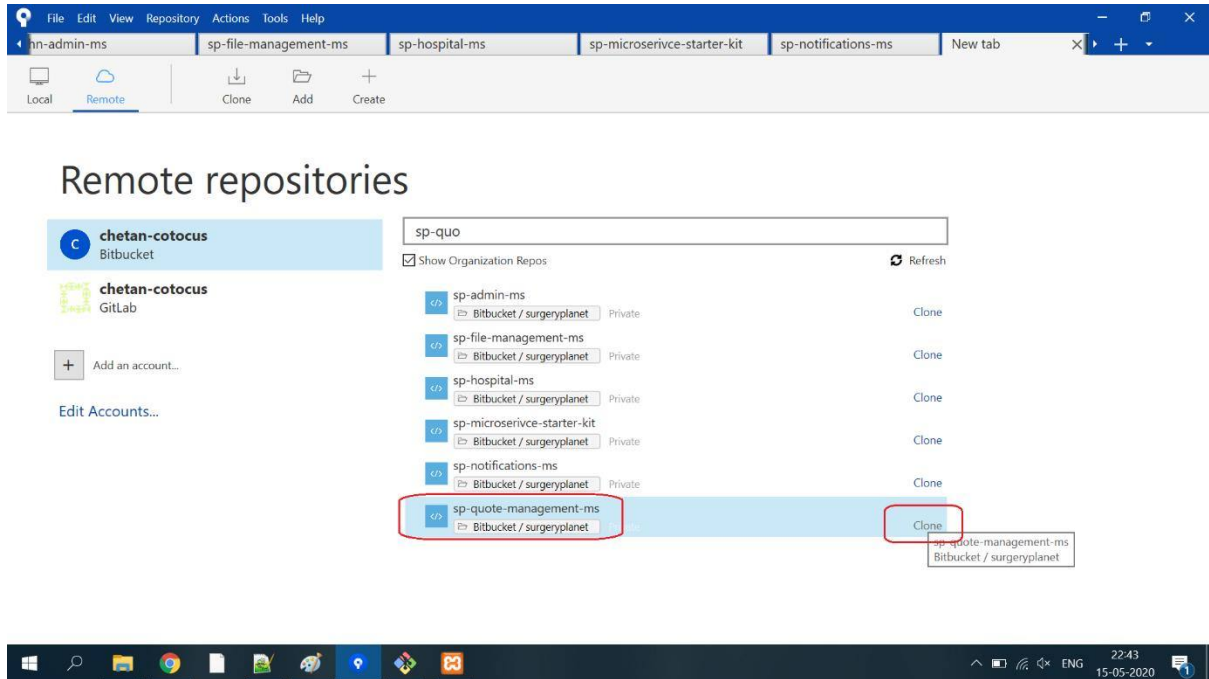 File Edit View Repository Actions Tools Help
hn-admin-ms sp-file-management-ms sp-hospital-ms sp-microserivce-starter-kit sp-notifications-ms New tab
Local Remote Clone Add Create
Remote repositories
chetan-cotocus
Bitbucket
chetan-cotocus
GitLab
Add an account...
Edit Accounts...
sp-quo
Show Organization Repos Refresh
sp-admin-ms
Bitbucket / surgeryplanet Private Clone
sp-file-management-ms
Bitbucket / surgeryplanet Private Clone
sp-hospital-ms
Bitbucket / surgeryplanet Private Clone
sp-microserivce-starter-kit
Bitbucket / surgeryplanet Private Clone
sp-notifications-ms
Bitbucket / surgeryplanet Private Clone
sp-quote-management-ms
Bitbucket / surgeryplanet Private Clone
sp-quote-management-ms
Bitbucket / surgeryplanet
ENG 22:43
15-05-2020
1